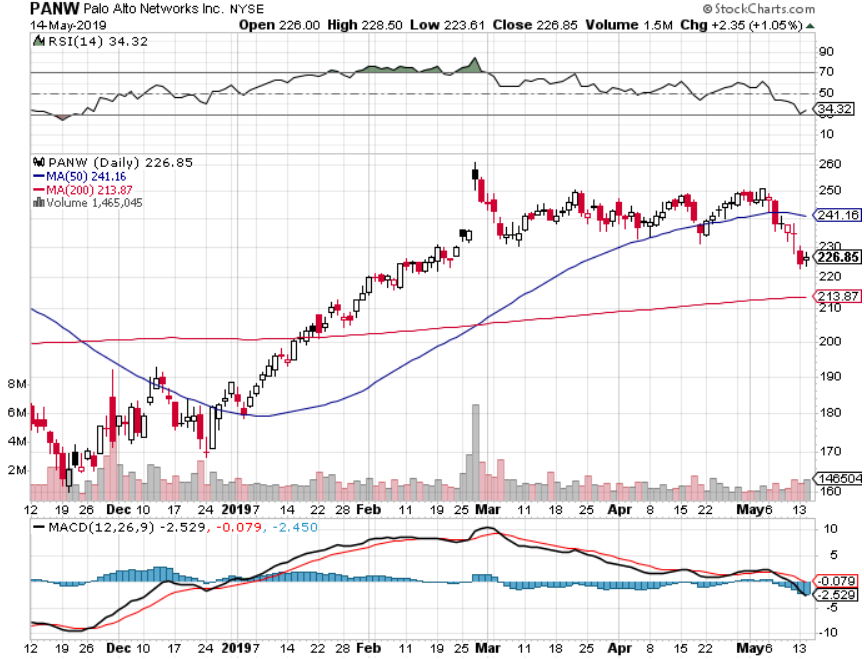 PANW Palo Alto Networks Inc. NYSE © StockCharts.com
14-May-2019 Open 226.00 High 228.50 Low 223.61 Close 226.85 Volume 1.5M Chg +2.35 (+1.05%)
RSI(14) 34.32
90
70
50
34.32
30
10
PANW (Daily) 226.85
MA(50) 241.16
MA(200) 213.87
Volume 1,465,045
260
250
241.16
230
226.85
220
213.87
210
200
190
8M
180
6M
4M
170
2M
146504
160
12 19 26 Dec 10 17 24 2019 7 14 22 28 Feb 11 19 25 Mar 11 18 25 Apr 8 15 22 May 6 13
MACD(12,26,9) -2.529, -0.079, -2.450
10
5
-0.079
-2.529
-5
-10
12 19 26 Dec 10 17 24 2019 7 14 22 28 Feb 11 19 25 Mar 11 18 25 Apr 8 15 22 May 6 13